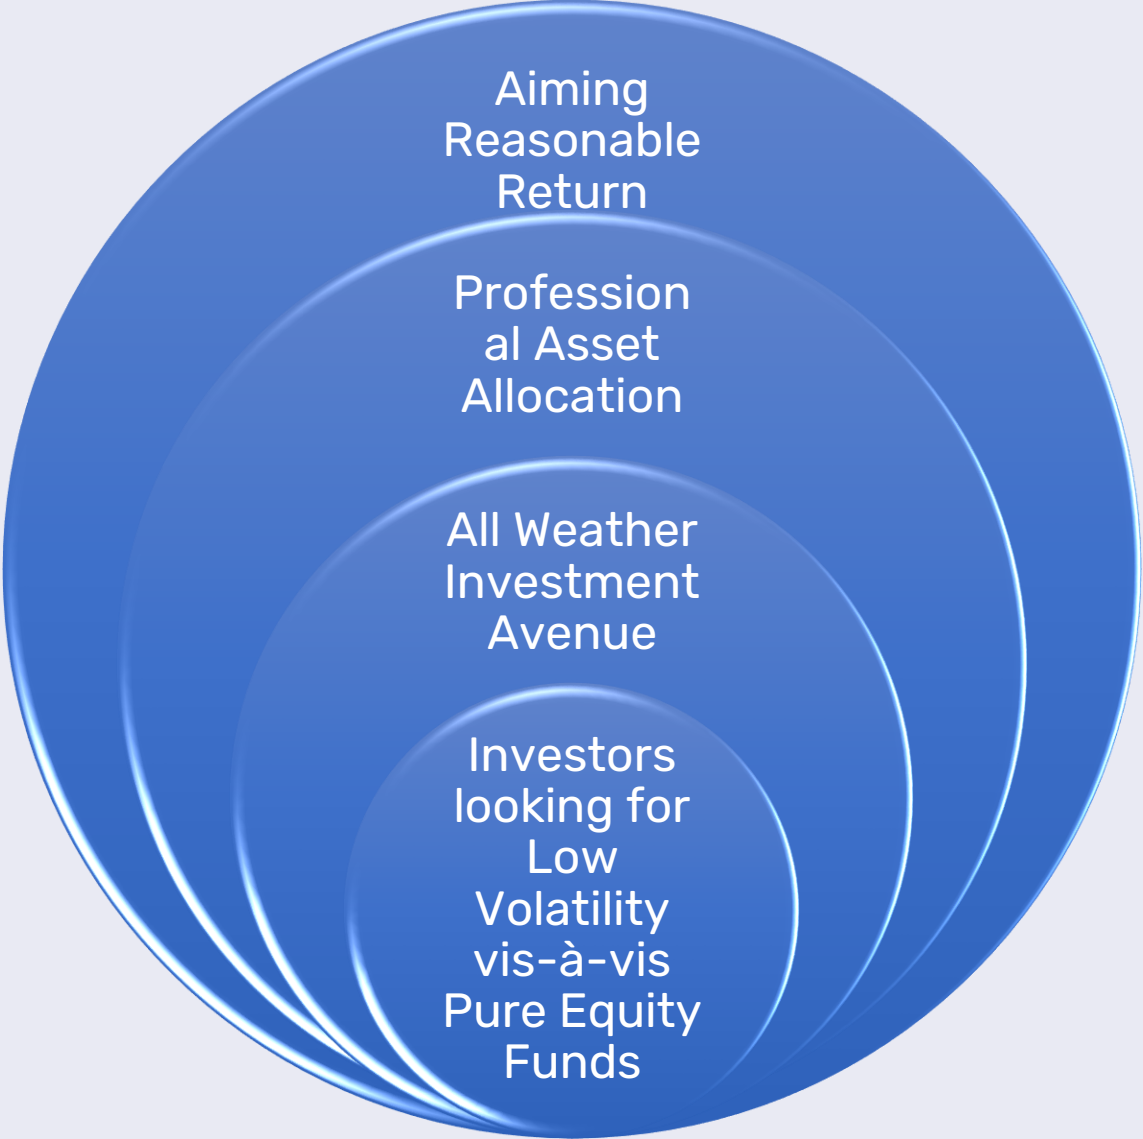 Aiming
Reasonable
Return
Profession
al Asset
Allocation
All Weather
Investment
Avenue
Investors
looking for
Low
Volatility
vis-à-vis
Pure Equity
Funds